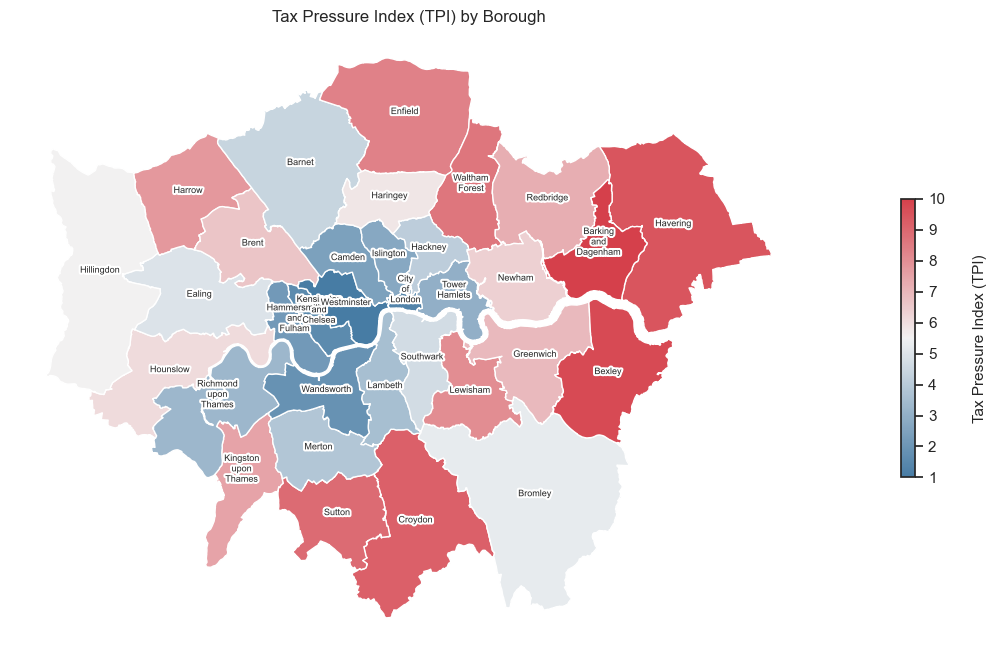 Tax Pressure Index (TPI) by Borough
Enfield
Barnet
Waltham
Forest
Harrow
Haringey
Redbridge
Havering
Brent
Barking
and
Dagenham
Hackney
Islington
Camden
Hillingdon
City
of
London
Newham
Tower
Hamlets
Ealing
Westminster
Kensi
and
Chelsea
Hammersm
and
Fulham
Greenwich
Southwark
Hounslow
Bexley
Richmond
upon
Thames
Wandsworth
Lambeth
Lewisham
Merton
Kingston
upon
Thames
Bromley
Sutton
Croydon
10
9
8
7
6
5
4
3
2
1
Tax Pressure Index (TPI)